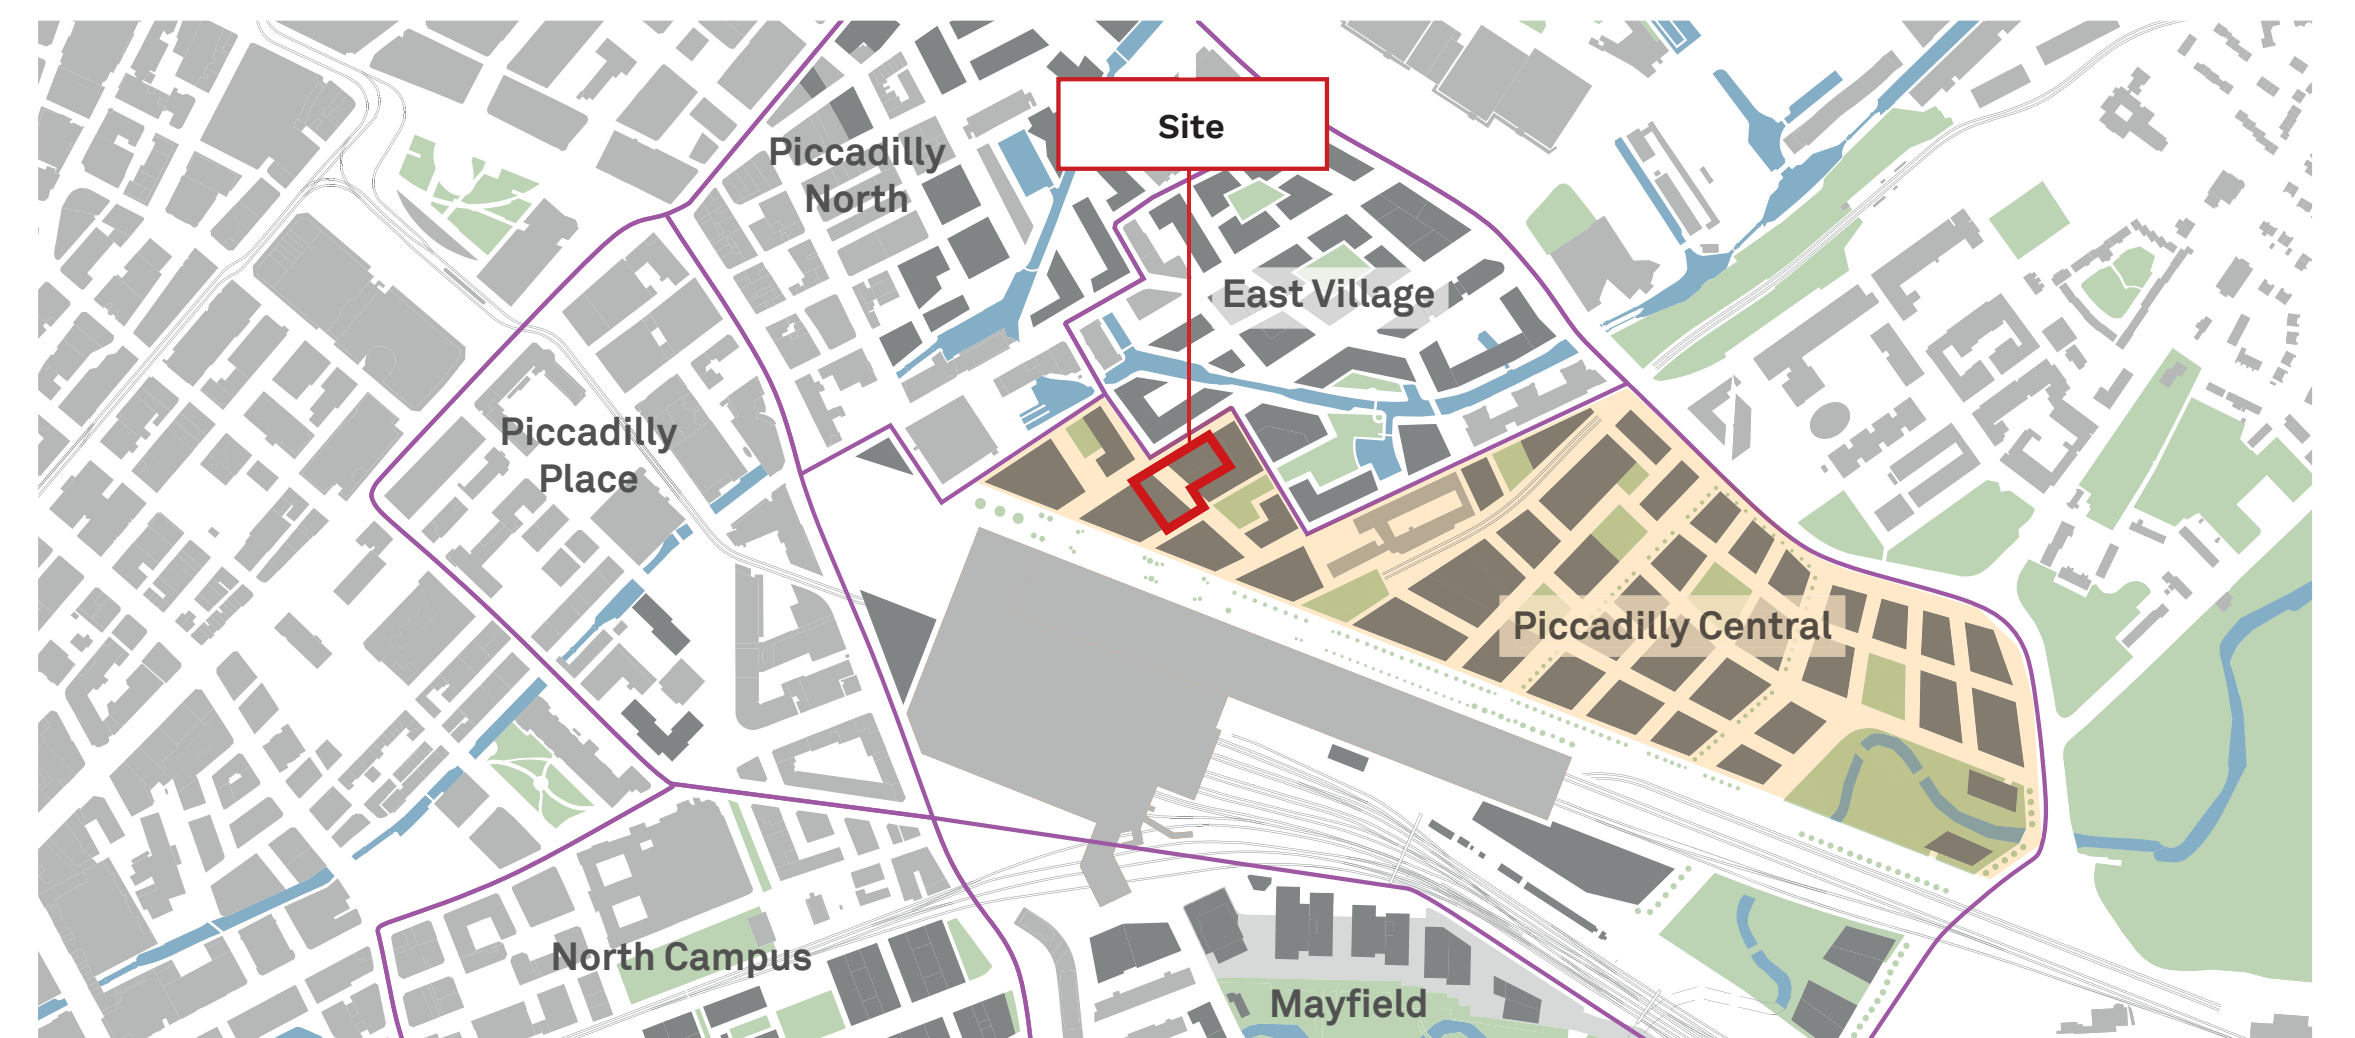 Site
Piccadilly
North
East Village
Piccadilly
Place
Piccadilly Central
North Campus
Mayfield